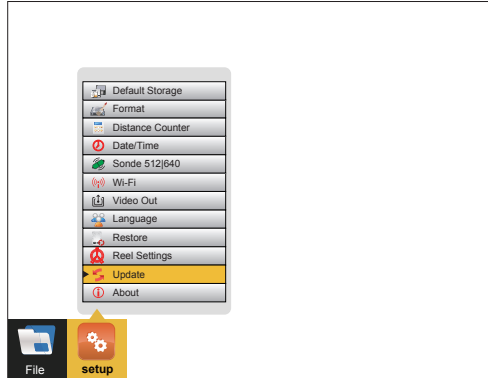 Default Storage
Format
Distance Counter
Date/Time
Sonde 512|640
Wi-Fi
Video Out
Language
Restore
Reel Settings
Update
About
File
setup